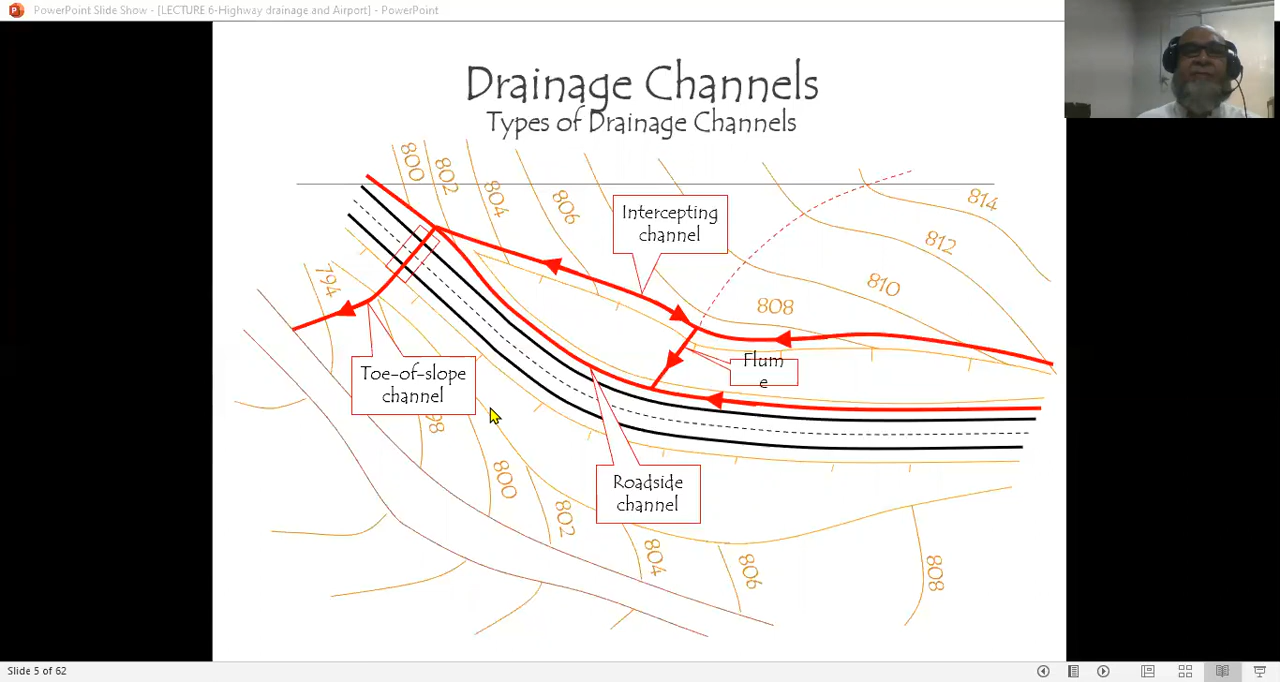 PowerPoint Slide Show - [LECTURE 6-Highway drainage and Airport] - PowerPoint
Drainage Channels
Types of Drainage Channels
800
802
804
806
814
812
810
808
794
Intercepting
channel
Flum
e
Toe-of-slope
channel
98
Roadside
channel
800
802
804
806
808
Slide 5 of 62